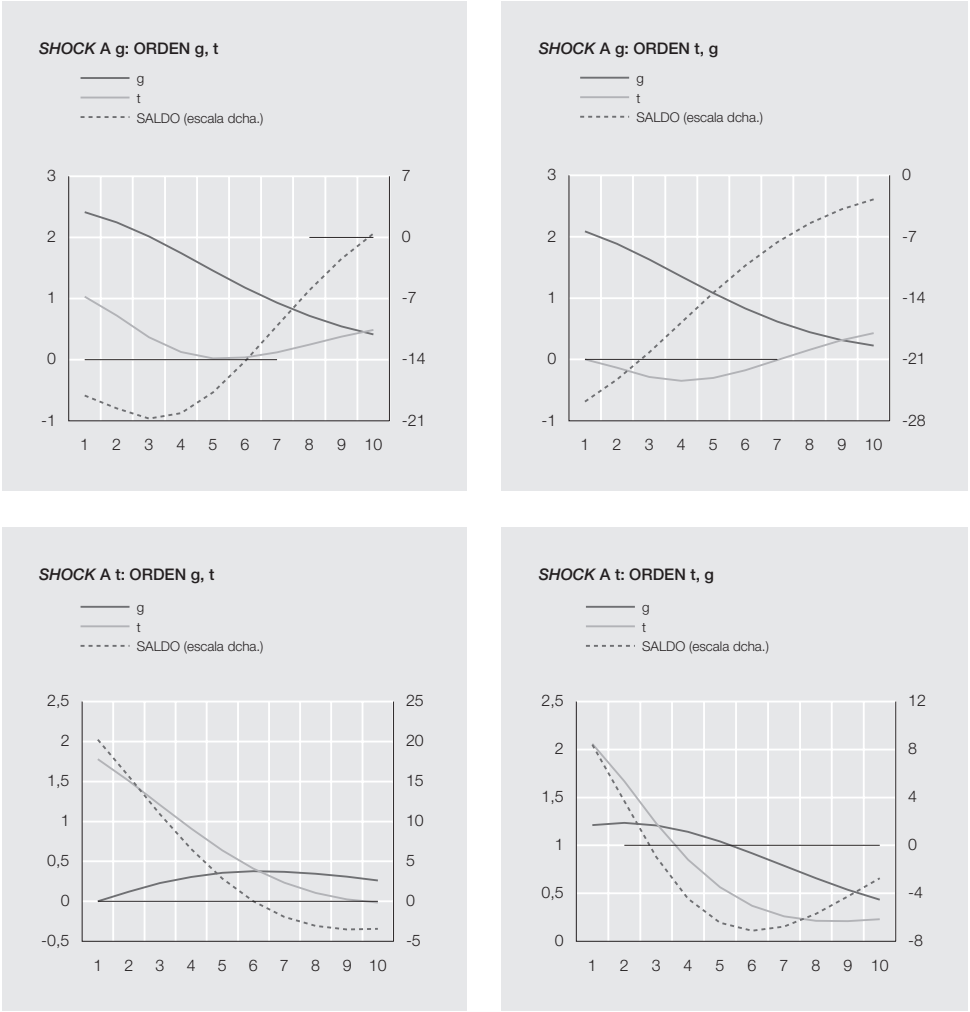 SHOCK A g: ORDEN g, t
g
t
SALDO (escala dcha.)
3 7
2 0
1 -7
0 -14
-1 -21
1 2 3 4 5 6 7 8 9 10
SHOCK A g: ORDEN t, g
g
t
SALDO (escala dcha.)
3 0
2 -7
1 -14
0 -21
-1 -28
1 2 3 4 5 6 7 8 9 10
SHOCK A t: ORDEN g, t
g
t
SALDO (escala dcha.)
2,5 25
2 20
1,5 15
1 10
0,5 5
0 0
-0,5 -5
1 2 3 4 5 6 7 8 9 10
SHOCK A t: ORDEN t, g
g
t
SALDO (escala dcha.)
2,5 12
2 8
1,5 4
1 0
0,5 -4
0 -8
1 2 3 4 5 6 7 8 9 10